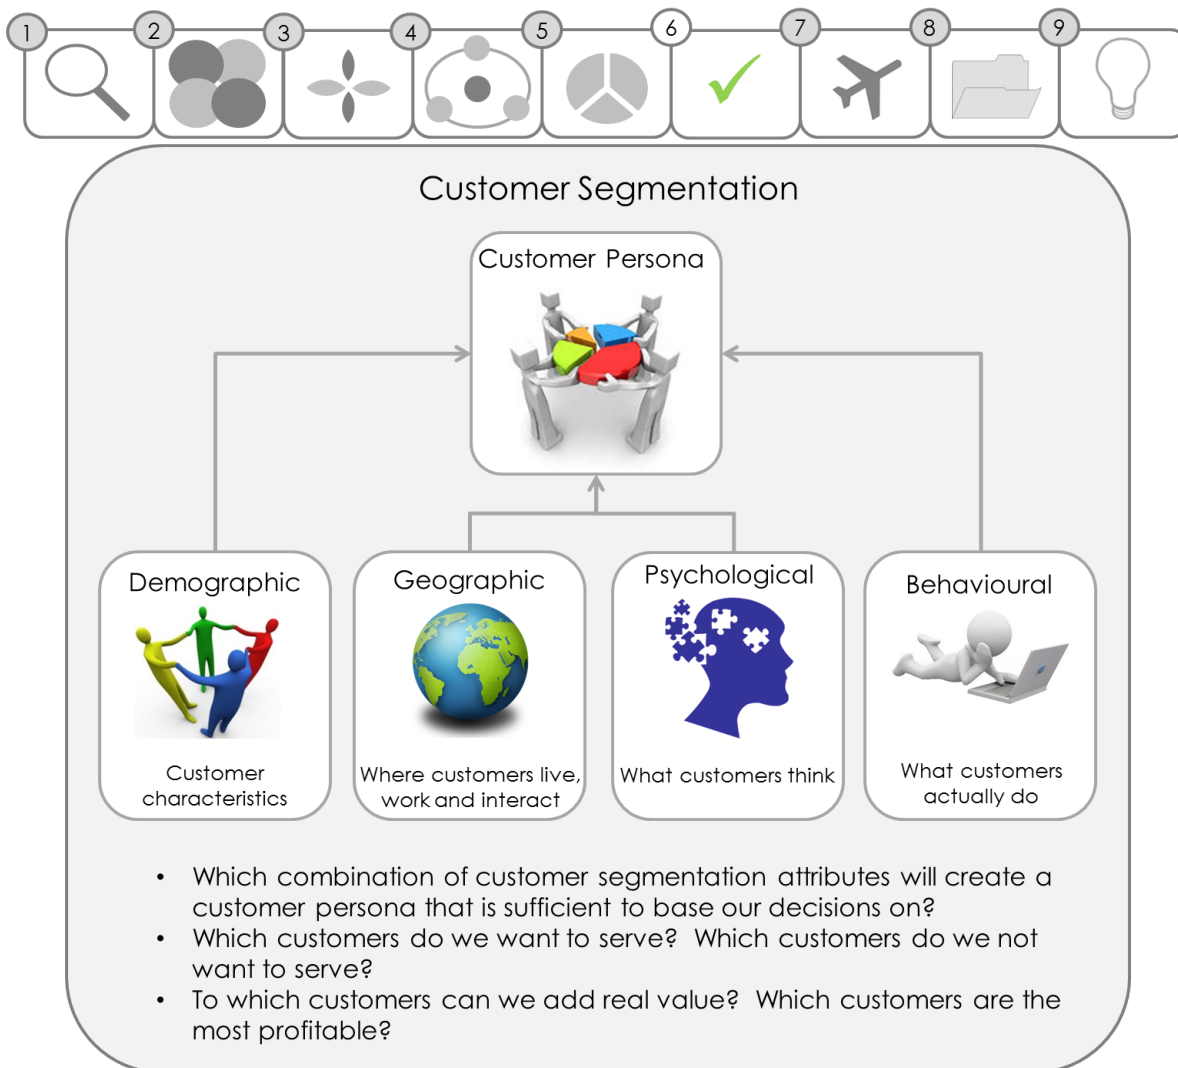 1 2 3 4 5 6 7 8 9
Customer Segmentation
Customer Persona
Demographic
Customer
characteristics
Geographic
Where customers live,
work and interact
Psychological
What customers think
Behavioural
What customers
actually do
• Which combination of customer segmentation attributes will create a
customer persona that is sufficient to base our decisions on?
• Which customers do we want to serve?  Which customers do we not
want to serve?
• To which customers can we add real value?  Which customers are the
most profitable?